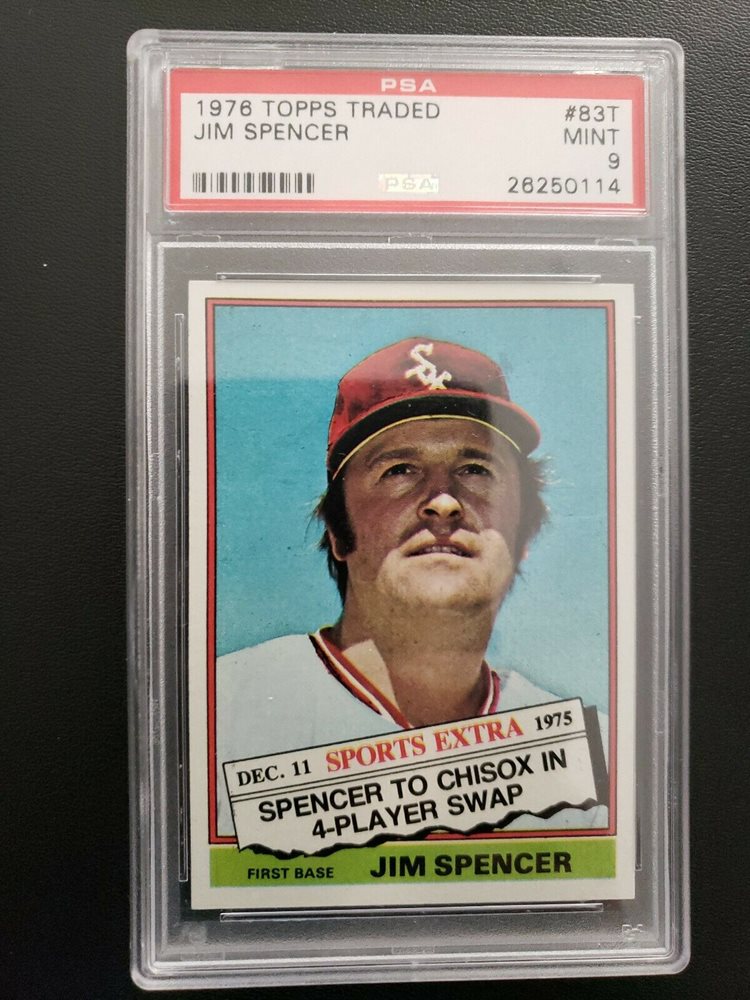 PSA
1976 TOPPS TRADED #83T
JIM SPENCER MINT
9
PSA 26250114
SOX
DEC. 11 SPORTS EXTRA 1975
SPENCER TO CHISOX IN
4-PLAYER SWAP
FIRST BASE JIM SPENCER